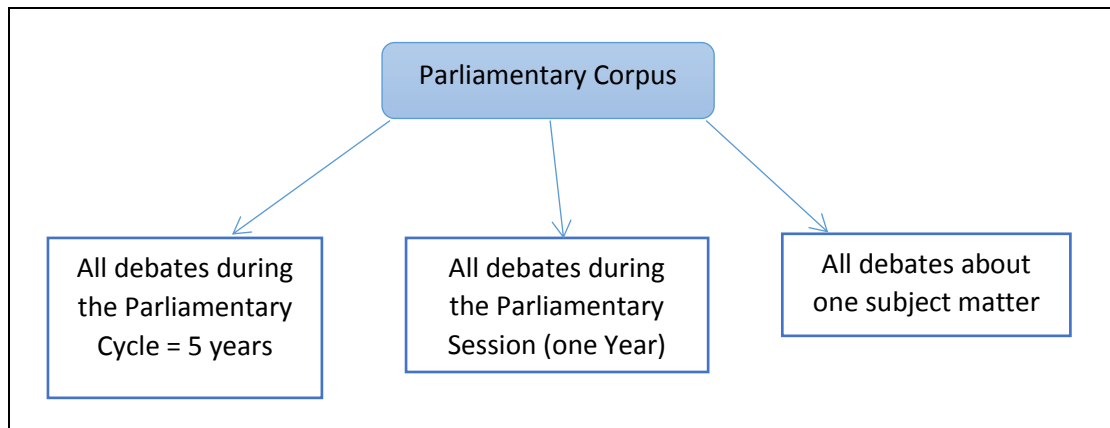 Parliamentary Corpus
All debates during
the Parliamentary
Cycle = 5 years
All debates during
the Parliamentary
Session (one Year)
All debates about
one subject matter